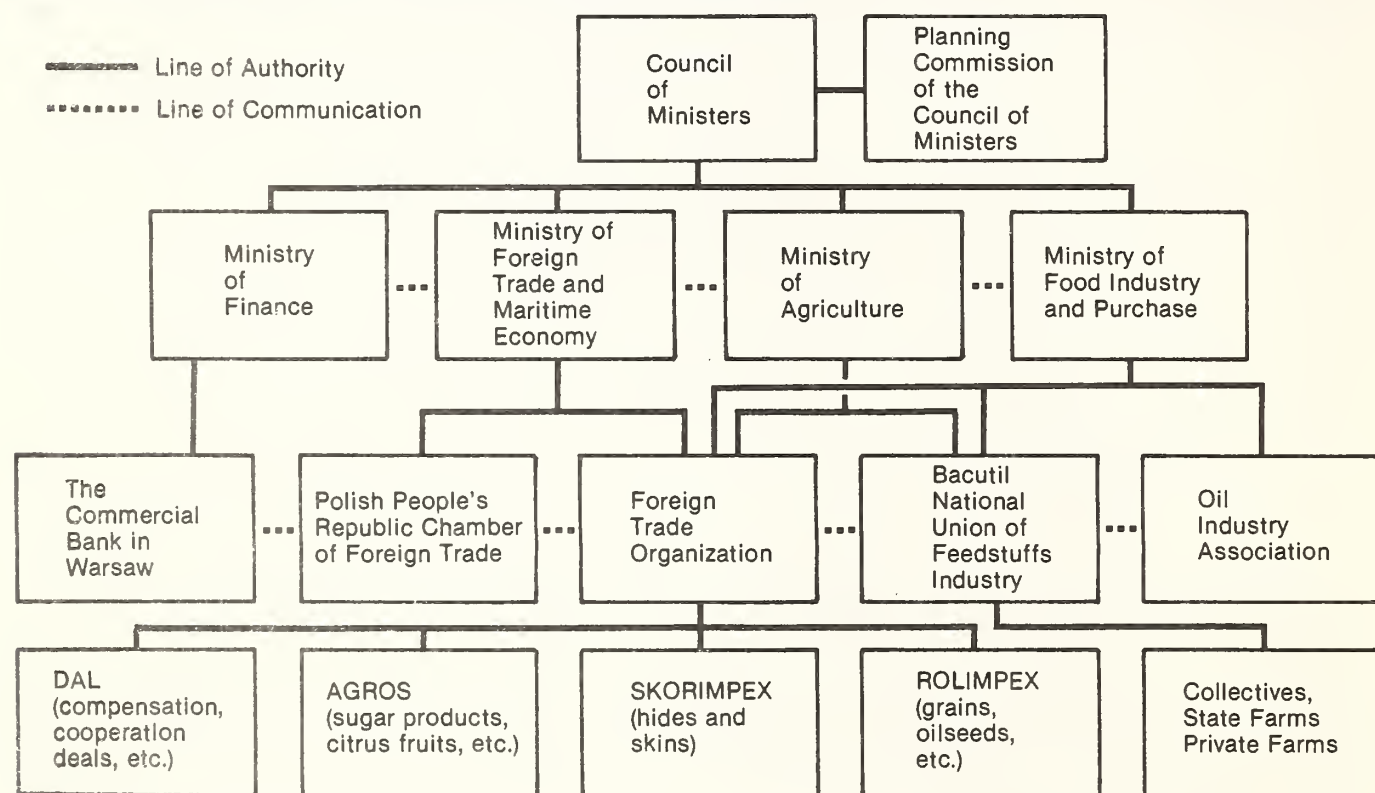 Line of Authority
Line of Communication
Council
of
Ministers
Planning
Commission
of the
Council of
Ministers
Ministry
of
Finance
Ministry of
Foreign
Trade and
Maritime
Economy
Ministry
of
Agriculture
Ministry of
Food Industry
and Purchase
The
Commercial
Bank in
Warsaw
Polish People's
Republic Chamber
of Foreign Trade
Foreign
Trade
Organization
Bacutil
National
Union of
Feedstuffs
Industry
Oil
Industry
Association
DAL
(compensation,
cooperation
deals, etc.)
AGROS
(sugar products,
citrus fruits, etc.)
SKORIMPEX
(hides and
skins)
ROLIMPEX
(grains,
oilseeds,
etc.)
Collectives,
State Farms
Private Farms